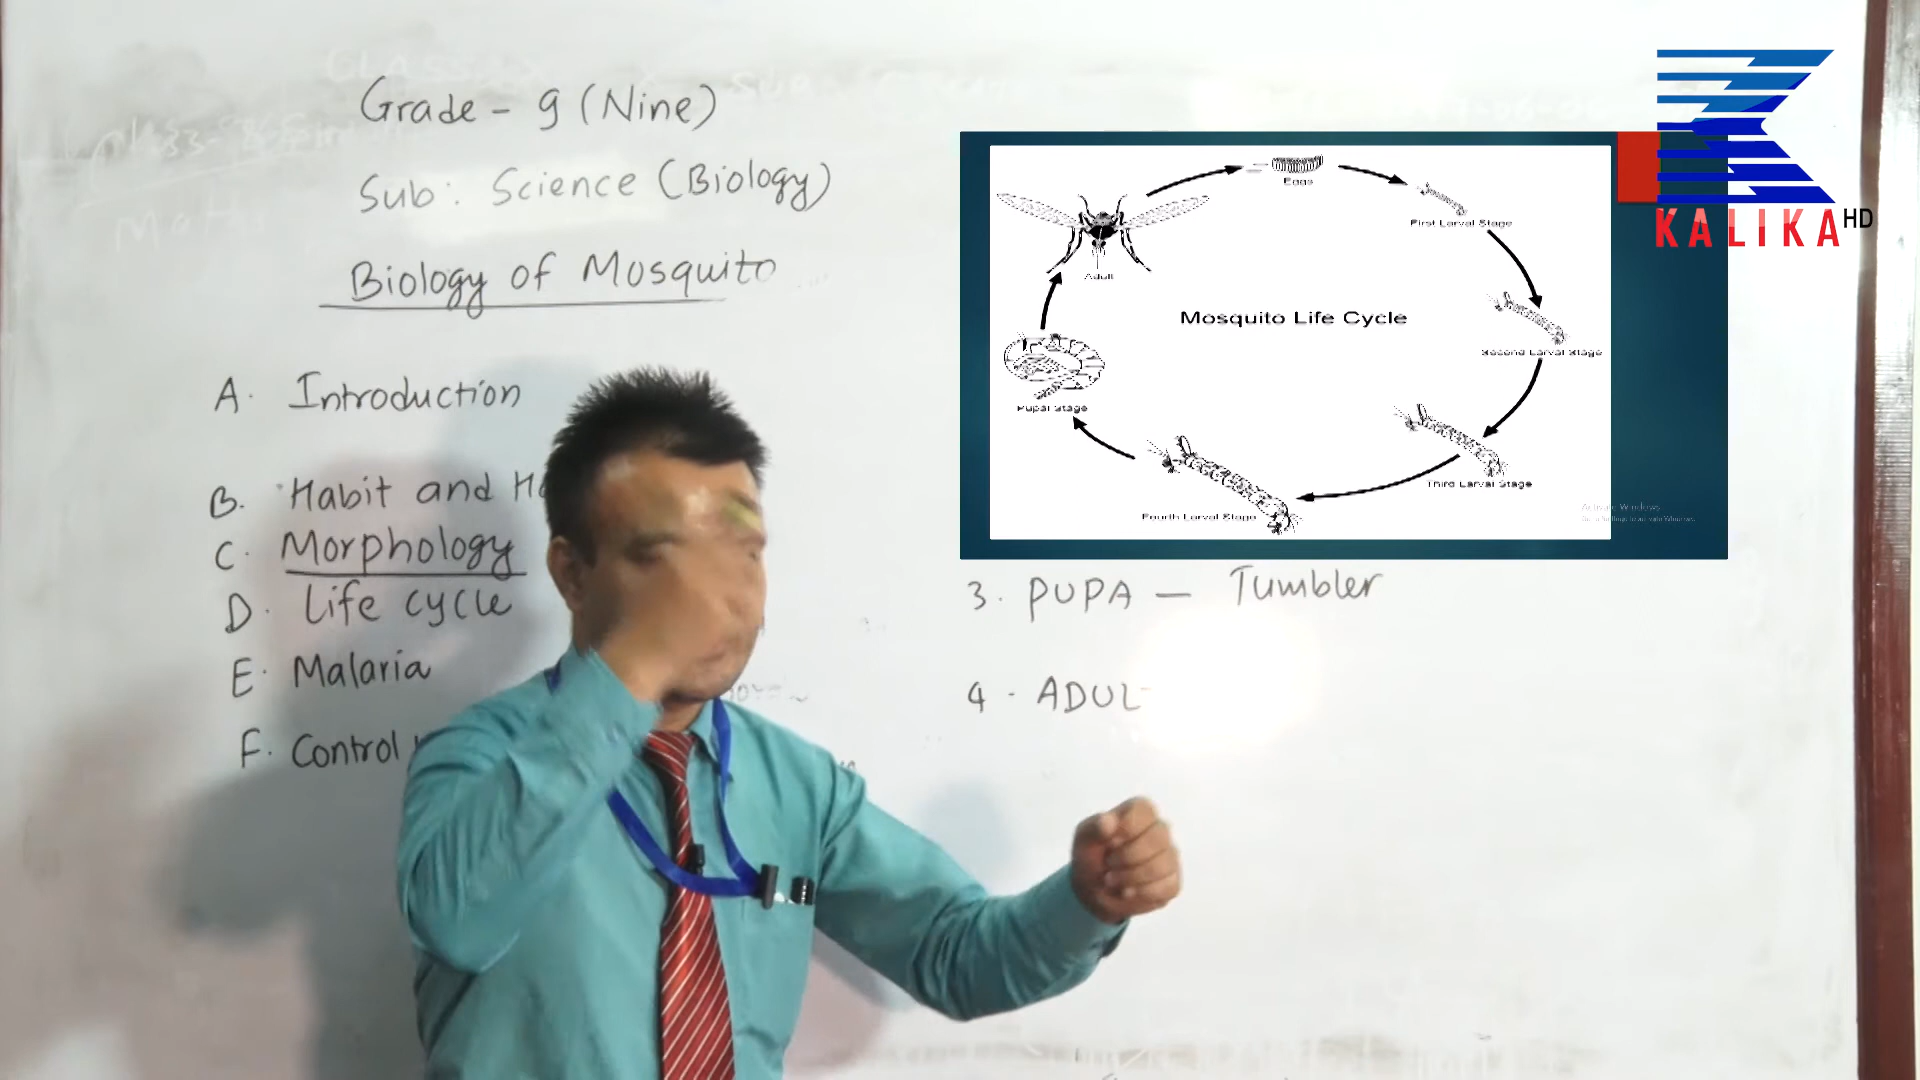 Grade - 9 (Nine)
Sub: Science (Biology)
Biology of Mosquito
A. Introduction
B. Habit and
C. Morphology
D. Life cycle
E. Malaria
F. Control
Eggs
First Larval Stage
Adult
Mosquito Life Cycle
Second Larval Stage
Pupal Stage
Third Larval Stage
Fourth Larval Stage
Activate Windows
3. PUPA — Tumbler
4. ADUL
KALIKA HD